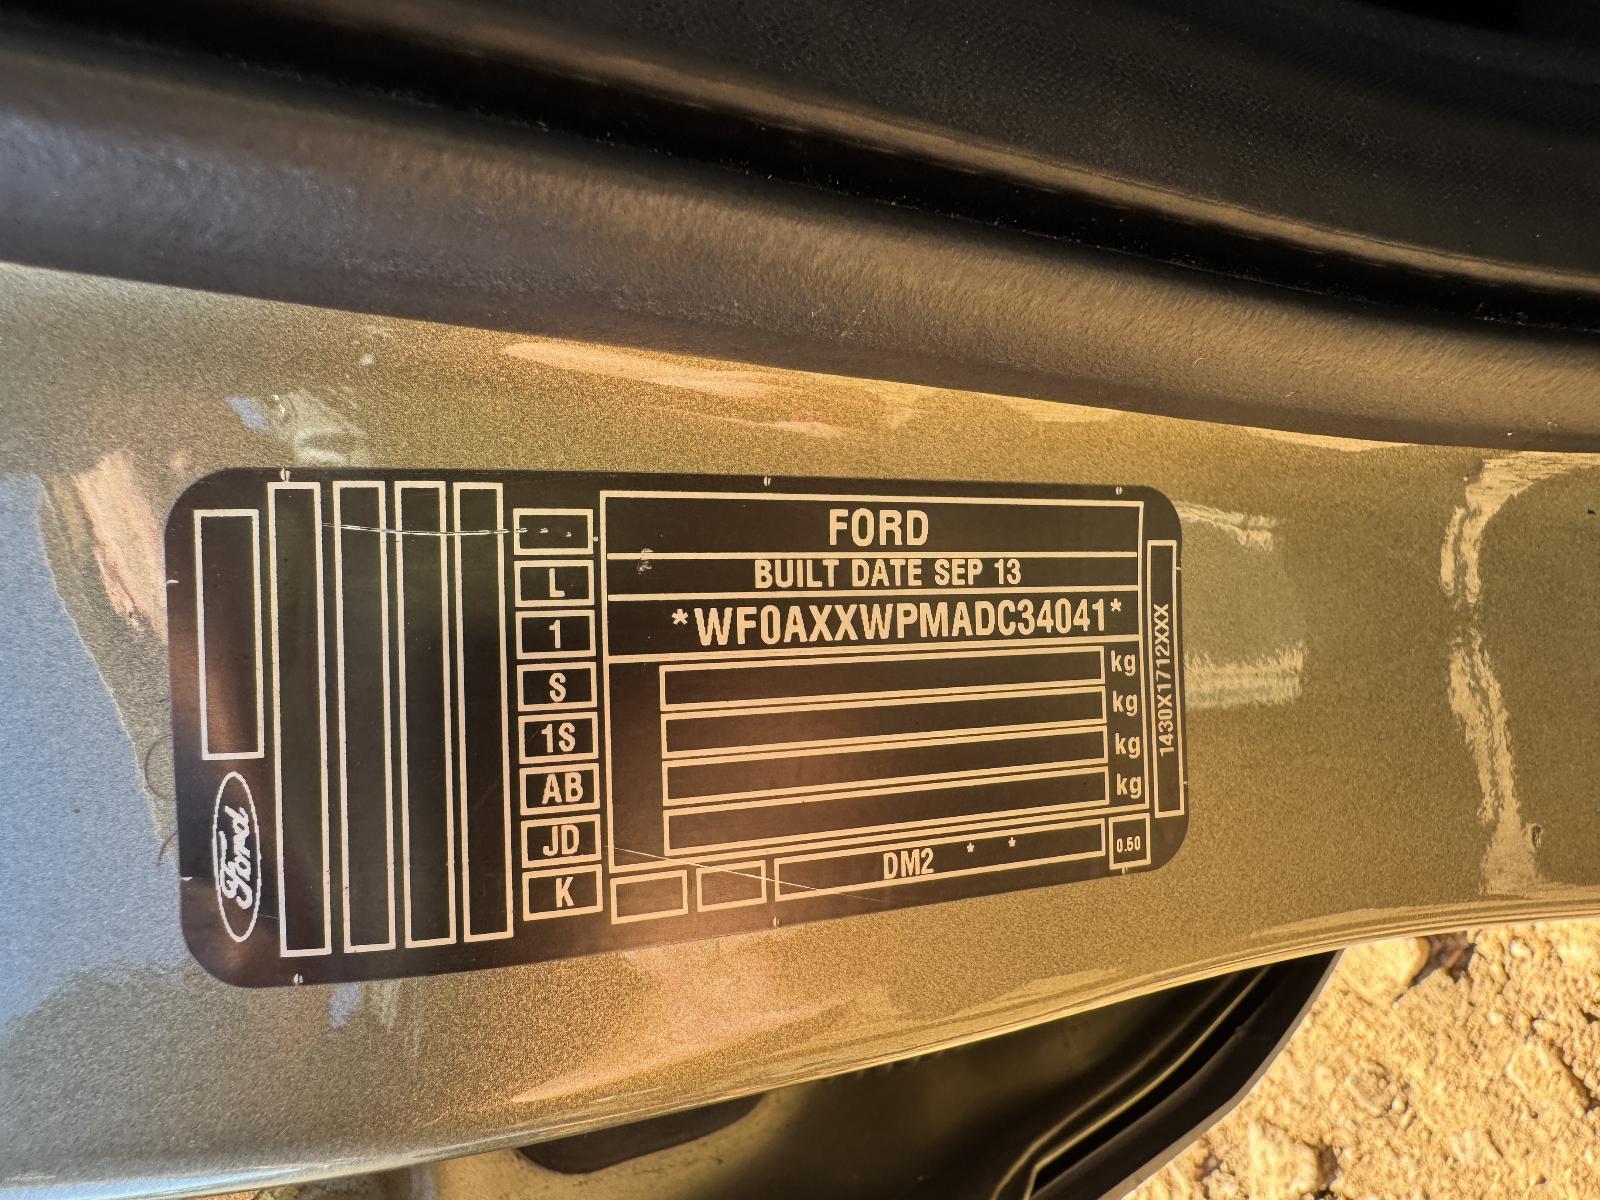 FORD
BUILT DATE SEP 13
*WF0AXXWPMADC34041*
kg
kg
kg
kg
L
1
S
1S
AB
JD
K
DM2 * *
0.50
1430X1712XXX
Ford